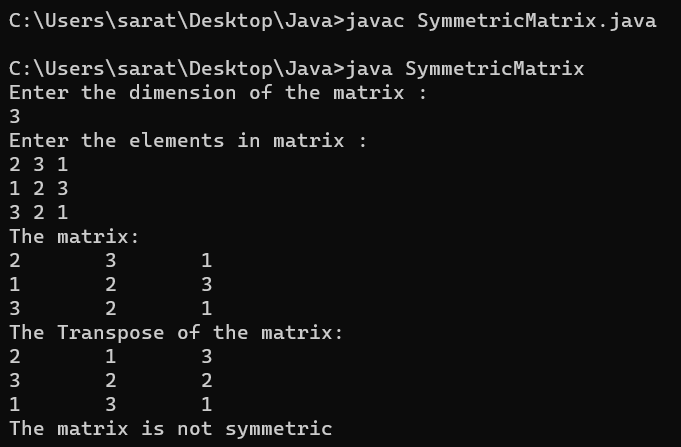 C:\Users\sarat\Desktop\Java>javac SymmetricMatrix.java
C:\Users\sarat\Desktop\Java>java SymmetricMatrix
Enter the dimension of the matrix :
3
Enter the elements in matrix :
2 3 1
1 2 3
3 2 1
The matrix:
2 3 1
1 2 3
3 2 1
The Transpose of the matrix:
2 1 3
3 2 2
1 3 1
The matrix is not symmetric